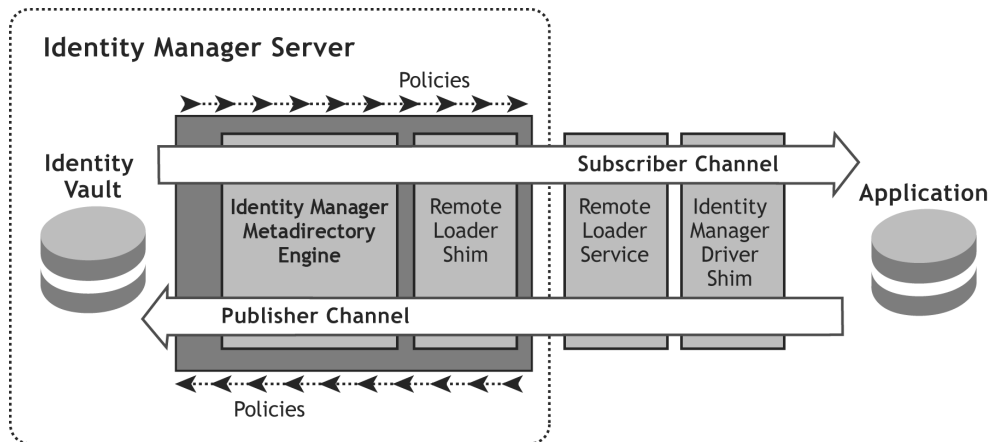 Identity Manager Server
Policies
Subscriber Channel
Identity
Vault
Application
Identity Manager
Metadirectory
Engine
Remote
Loader
Shim
Remote
Loader
Service
Identity
Manager
Driver
Shim
Publisher Channel
Policies